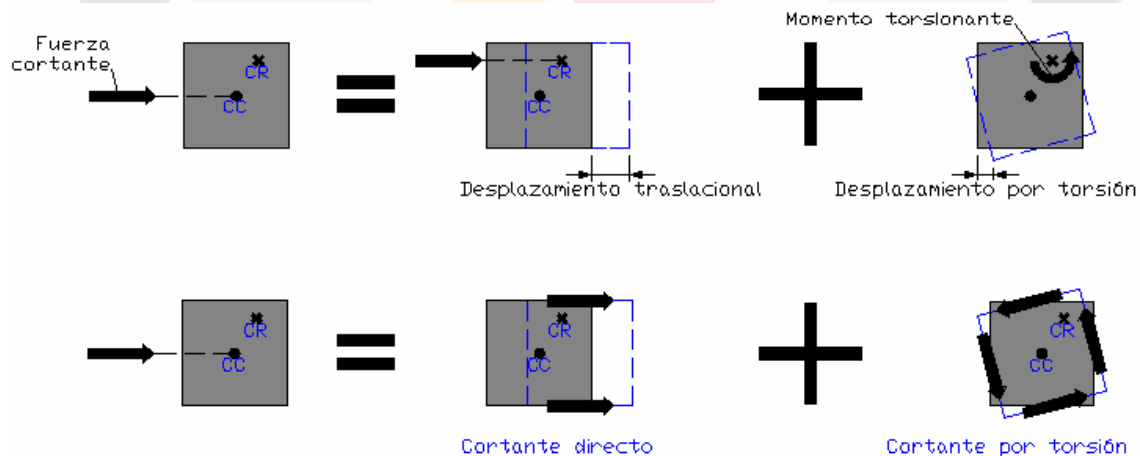 Momento torsionante
Fuerza
cortante
CR
CC
CR
CC
Desplazamiento traslacional
Desplazamiento por torsión
CR
CC
CR
CC
CR
CC
Cortante directo
Cortante por torsión